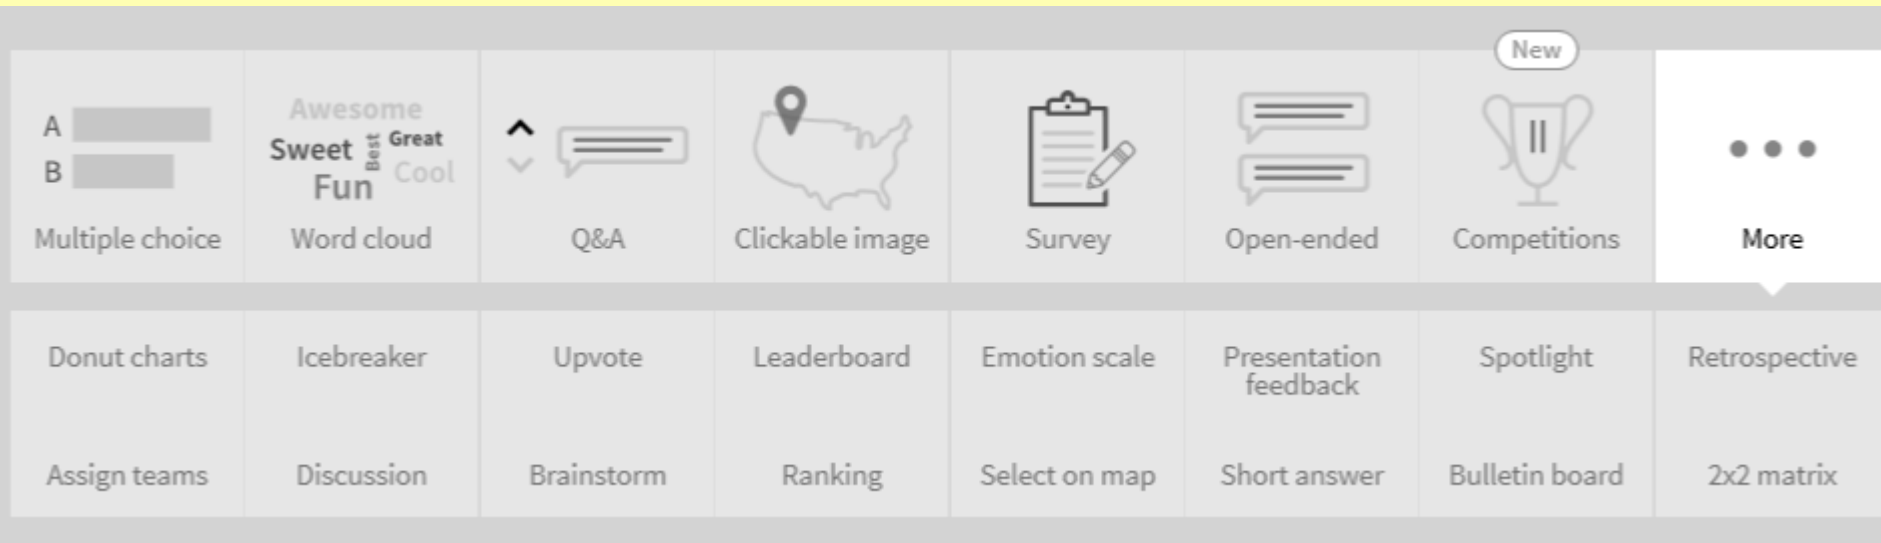 New
A
B
Awesome
Sweet Best Great
Fun Cool
Multiple choice
Word cloud
Q&A
Clickable image
Survey
Open-ended
Competitions
More
Donut charts
Icebreaker
Upvote
Leaderboard
Emotion scale
Presentation
feedback
Spotlight
Retrospective
Assign teams
Discussion
Brainstorm
Ranking
Select on map
Short answer
Bulletin board
2x2 matrix